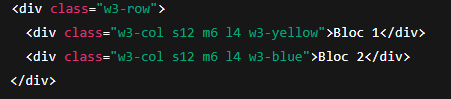 <div class="w3-row">
<div class="w3-col s12 m6 l4 w3-yellow">Bloc 1</div>
<div class="w3-col s12 m6 l4 w3-blue">Bloc 2</div>
</div>